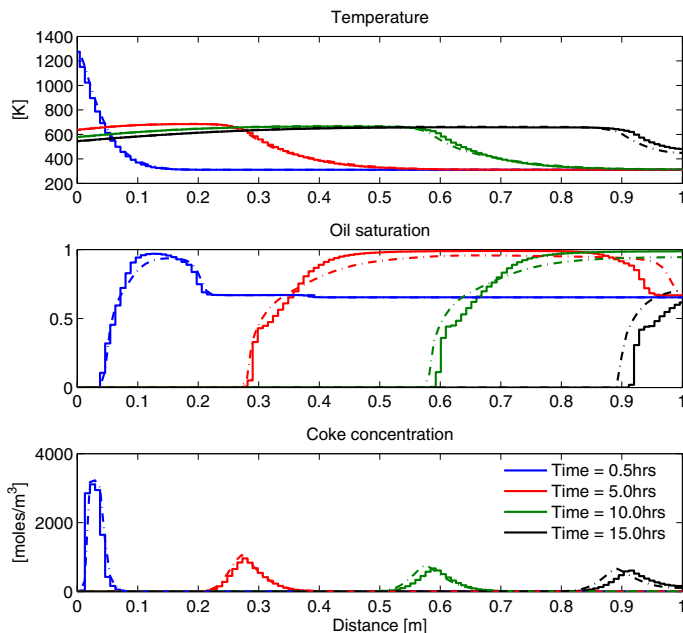 Temperature
1400
1200
1000
800
600
400
200
[K]
0 0.1 0.2 0.3 0.4 0.5 0.6 0.7 0.8 0.9 1
Oil saturation
1
0.5
0
0 0.1 0.2 0.3 0.4 0.5 0.6 0.7 0.8 0.9 1
Coke concentration
4000
2000
0
[moles/m³]
Time = 0.5hrs
Time = 5.0hrs
Time = 10.0hrs
Time = 15.0hrs
0 0.1 0.2 0.3 0.4 0.5 0.6 0.7 0.8 0.9 1
Distance [m]